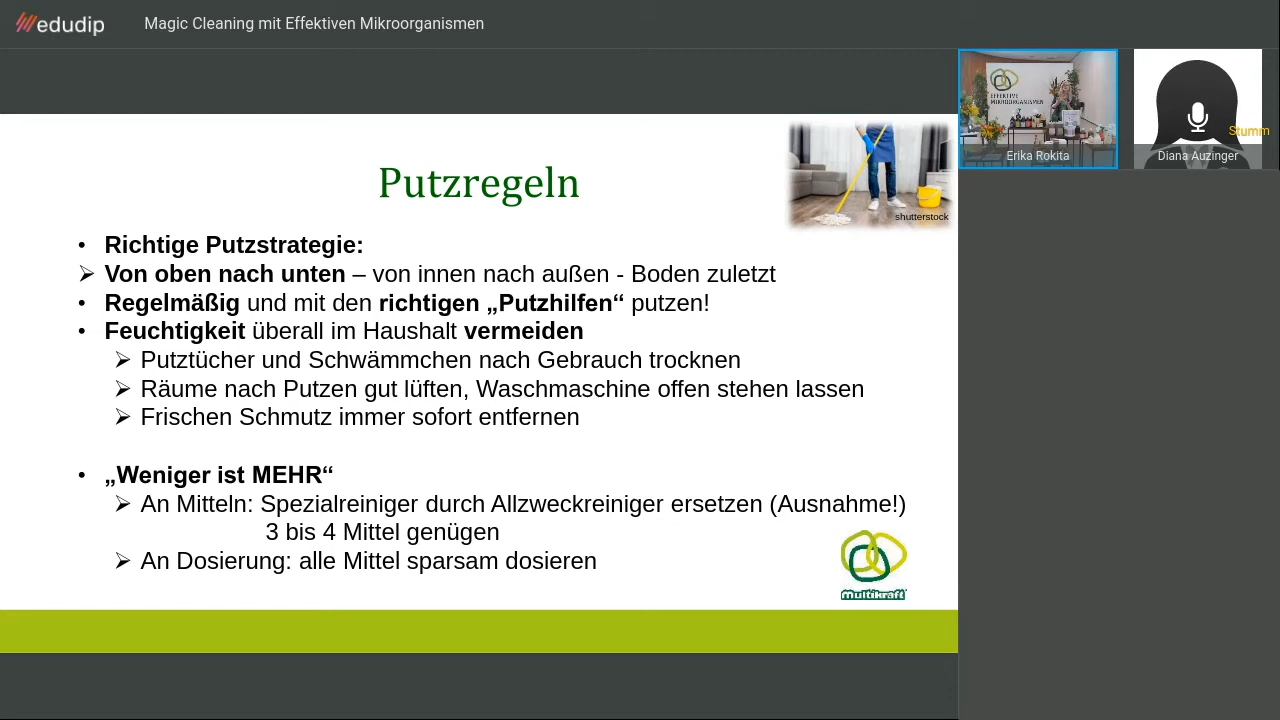 edudip
Magic Cleaning mit Effektiven Mikroorganismen
EFFEKTIVE
MIKROORGANISMEN
Erika Rokita
Stumm
Diana Auzinger
shutterstock
Putzregeln
• Richtige Putzstrategie:
➢ Von oben nach unten – von innen nach außen - Boden zuletzt
• Regelmäßig und mit den richtigen „Putzhilfen“ putzen!
• Feuchtigkeit überall im Haushalt vermeiden
➢ Putztücher und Schwämmchen nach Gebrauch trocknen
➢ Räume nach Putzen gut lüften, Waschmaschine offen stehen lassen
➢ Frischen Schmutz immer sofort entfernen
• „Weniger ist MEHR“
➢ An Mitteln: Spezialreiniger durch Allzweckreiniger ersetzen (Ausnahme!)
3 bis 4 Mittel genügen
➢ An Dosierung: alle Mittel sparsam dosieren
multikraft